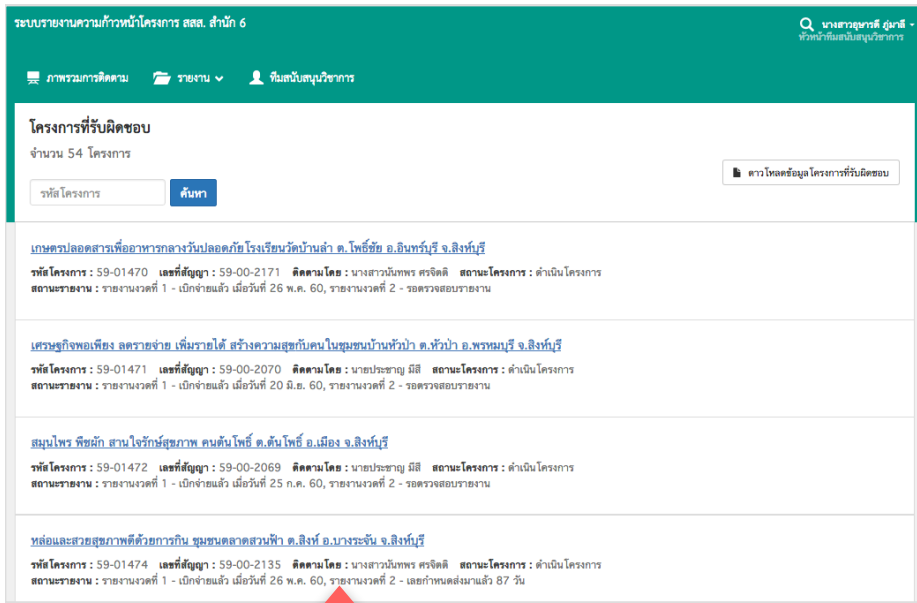 ระบบรายงานความก้าวหน้าโครงการ สสส. สำนัก 6
นางสาวอุษารตี ภู่มาลี
หัวหน้าทีมสนับสนุนวิชาการ
ภาพรวมการติดตาม รายงาน ทีมสนับสนุนวิชาการ
โครงการที่รับผิดชอบ
จำนวน 54 โครงการ
ดาวโหลดข้อมูลโครงการที่รับผิดชอบ
รหัสโครงการ ค้นหา
เกษตรปลอดสารเพื่ออาหารกลางวันปลอดภัยโรงเรียนวัดบ้านลำ ต.โพธิ์ชัย อ.อินทร์บุรี จ.สิงห์บุรี
รหัสโครงการ : 59-01470 เลขที่สัญญา : 59-00-2171 ติดตามโดย : นางสาวนันทพร ศรจิตติ สถานะโครงการ : ดำเนินโครงการ
สถานะรายงาน : รายงานงวดที่ 1 - เบิกจ่ายแล้ว เมื่อวันที่ 26 พ.ค. 60, รายงานงวดที่ 2 - รอตรวจสอบรายงาน
เศรษฐกิจพอเพียง ลดรายจ่าย เพิ่มรายได้ สร้างความสุขกับคนในชุมชนบ้านหัวป่า ต.หัวป่า อ.พรหมบุรี จ.สิงห์บุรี
รหัสโครงการ : 59-01471 เลขที่สัญญา : 59-00-2070 ติดตามโดย : นายประชาญ มีสี สถานะโครงการ : ดำเนินโครงการ
สถานะรายงาน : รายงานงวดที่ 1 - เบิกจ่ายแล้ว เมื่อวันที่ 20 มิ.ย. 60, รายงานงวดที่ 2 - รอตรวจสอบรายงาน
สมุนไพร พืชผัก สานใจรักษ์สุขภาพ คนต้นโพธิ์ ต.ต้นโพธิ์ อ.เมือง จ.สิงห์บุรี
รหัสโครงการ : 59-01472 เลขที่สัญญา : 59-00-2069 ติดตามโดย : นายประชาญ มีสี สถานะโครงการ : ดำเนินโครงการ
สถานะรายงาน : รายงานงวดที่ 1 - เบิกจ่ายแล้ว เมื่อวันที่ 25 ก.ค. 60, รายงานงวดที่ 2 - รอตรวจสอบรายงาน
หล่อและสวยสุขภาพดีด้วยการกิน ชุมชนตลาดสวนฟ้า ต.สิงห์ อ.บางระจัน จ.สิงห์บุรี
รหัสโครงการ : 59-01474 เลขที่สัญญา : 59-00-2135 ติดตามโดย : นางสาวนันทพร ศรจิตติ สถานะโครงการ : ดำเนินโครงการ
สถานะรายงาน : รายงานงวดที่ 1 - เบิกจ่ายแล้ว เมื่อวันที่ 26 พ.ค. 60, รายงานงวดที่ 2 - เลยกำหนดส่งมาแล้ว 87 วัน